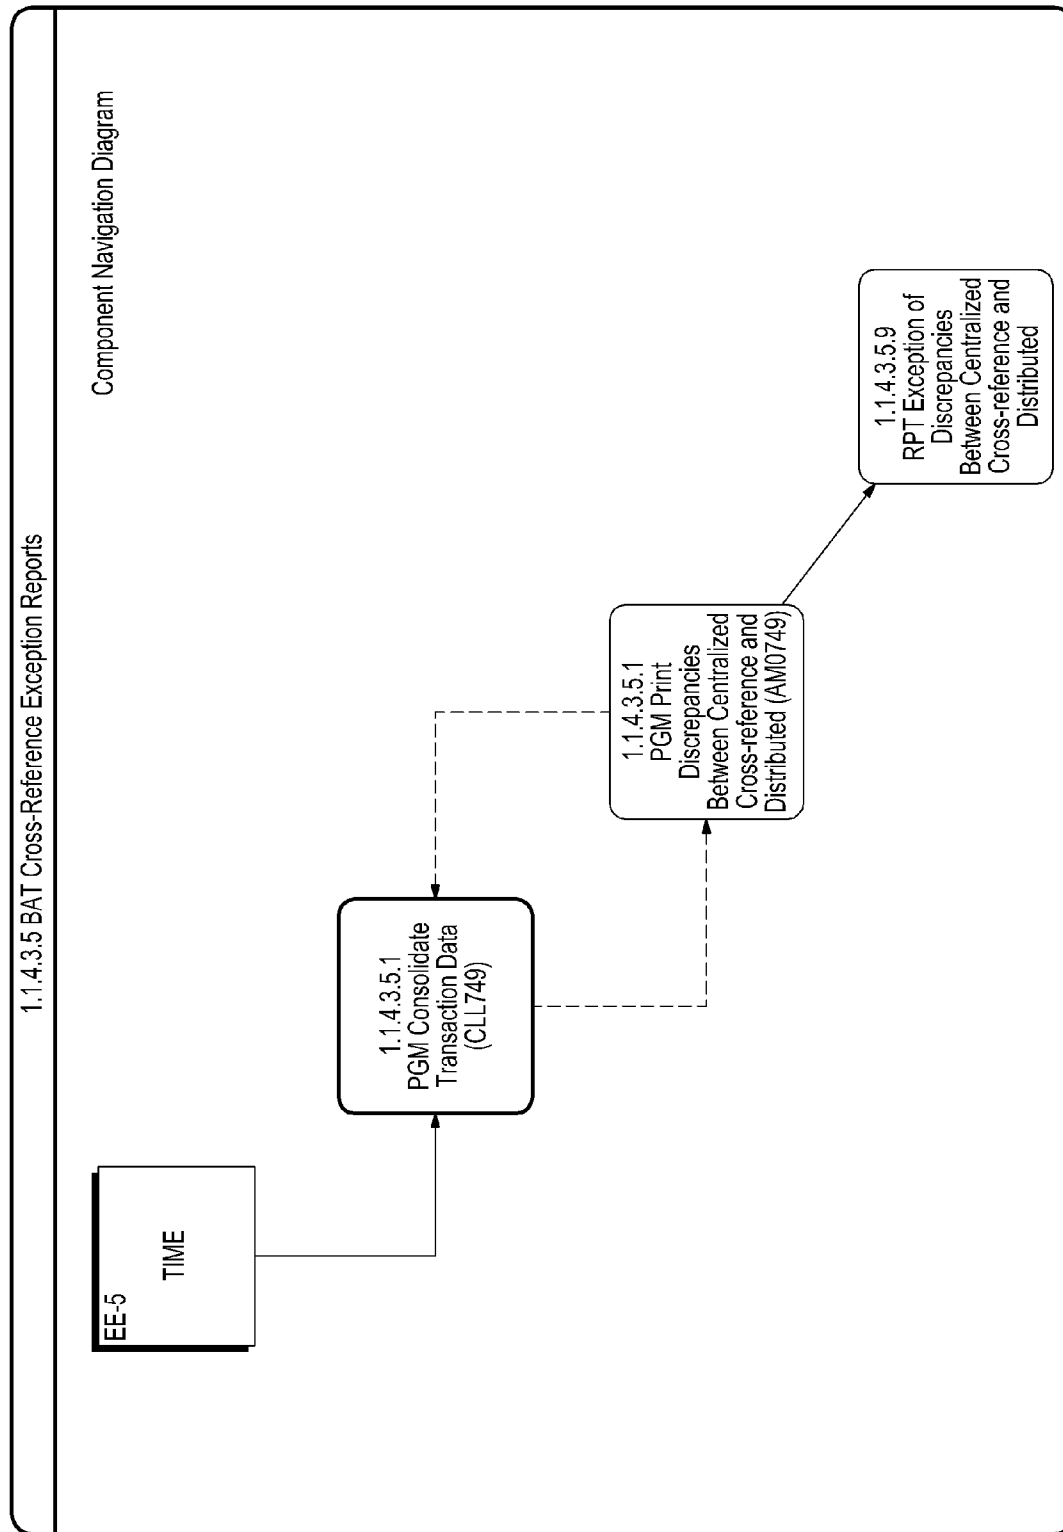 1.1.4.3.5 BAT Cross-Reference Exception Reports
Component Navigation Diagram
EE-5
TIME
1.1.4.3.5.1
PGM Consolidate
Transaction Data
(CLL749)
1.1.4.3.5.1
PGM Print
Discrepancies
Between Centralized
Cross-reference and
Distributed (AM0749)
1.1.4.3.5.9
RPT Exception of
Discrepancies
Between Centralized
Cross-reference and
Distributed